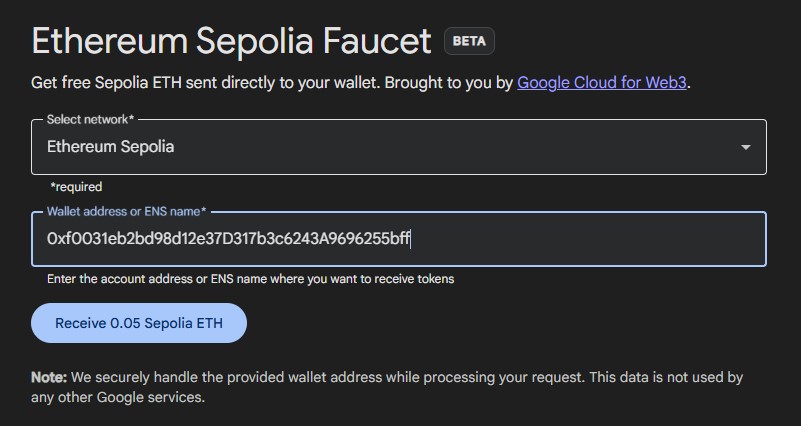 Ethereum Sepolia Faucet BETA
Get free Sepolia ETH sent directly to your wallet. Brought to you by Google Cloud for Web3.
Select network*
Ethereum Sepolia
*required
Wallet address or ENS name*
0xf0031eb2bd98d12e37D317b3c6243A9696255bff
Enter the account address or ENS name where you want to receive tokens
Receive 0.05 Sepolia ETH
Note: We securely handle the provided wallet address while processing your request. This data is not used by
any other Google services.